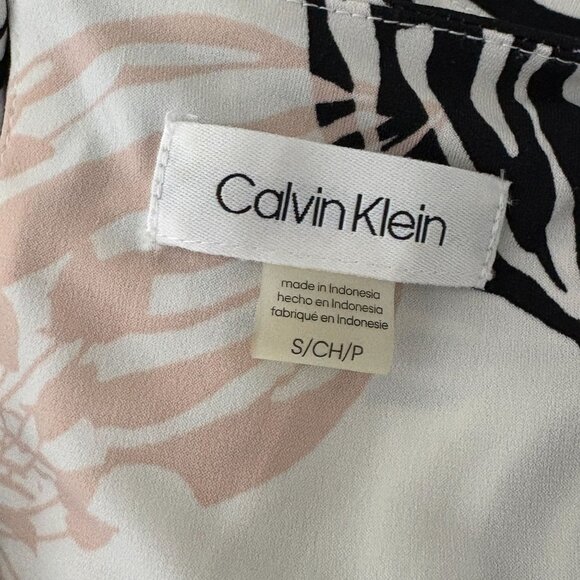 Calvin Klein
made in Indonesia
hecho en Indonesia
fabriqué en Indonesie
S/CH/P